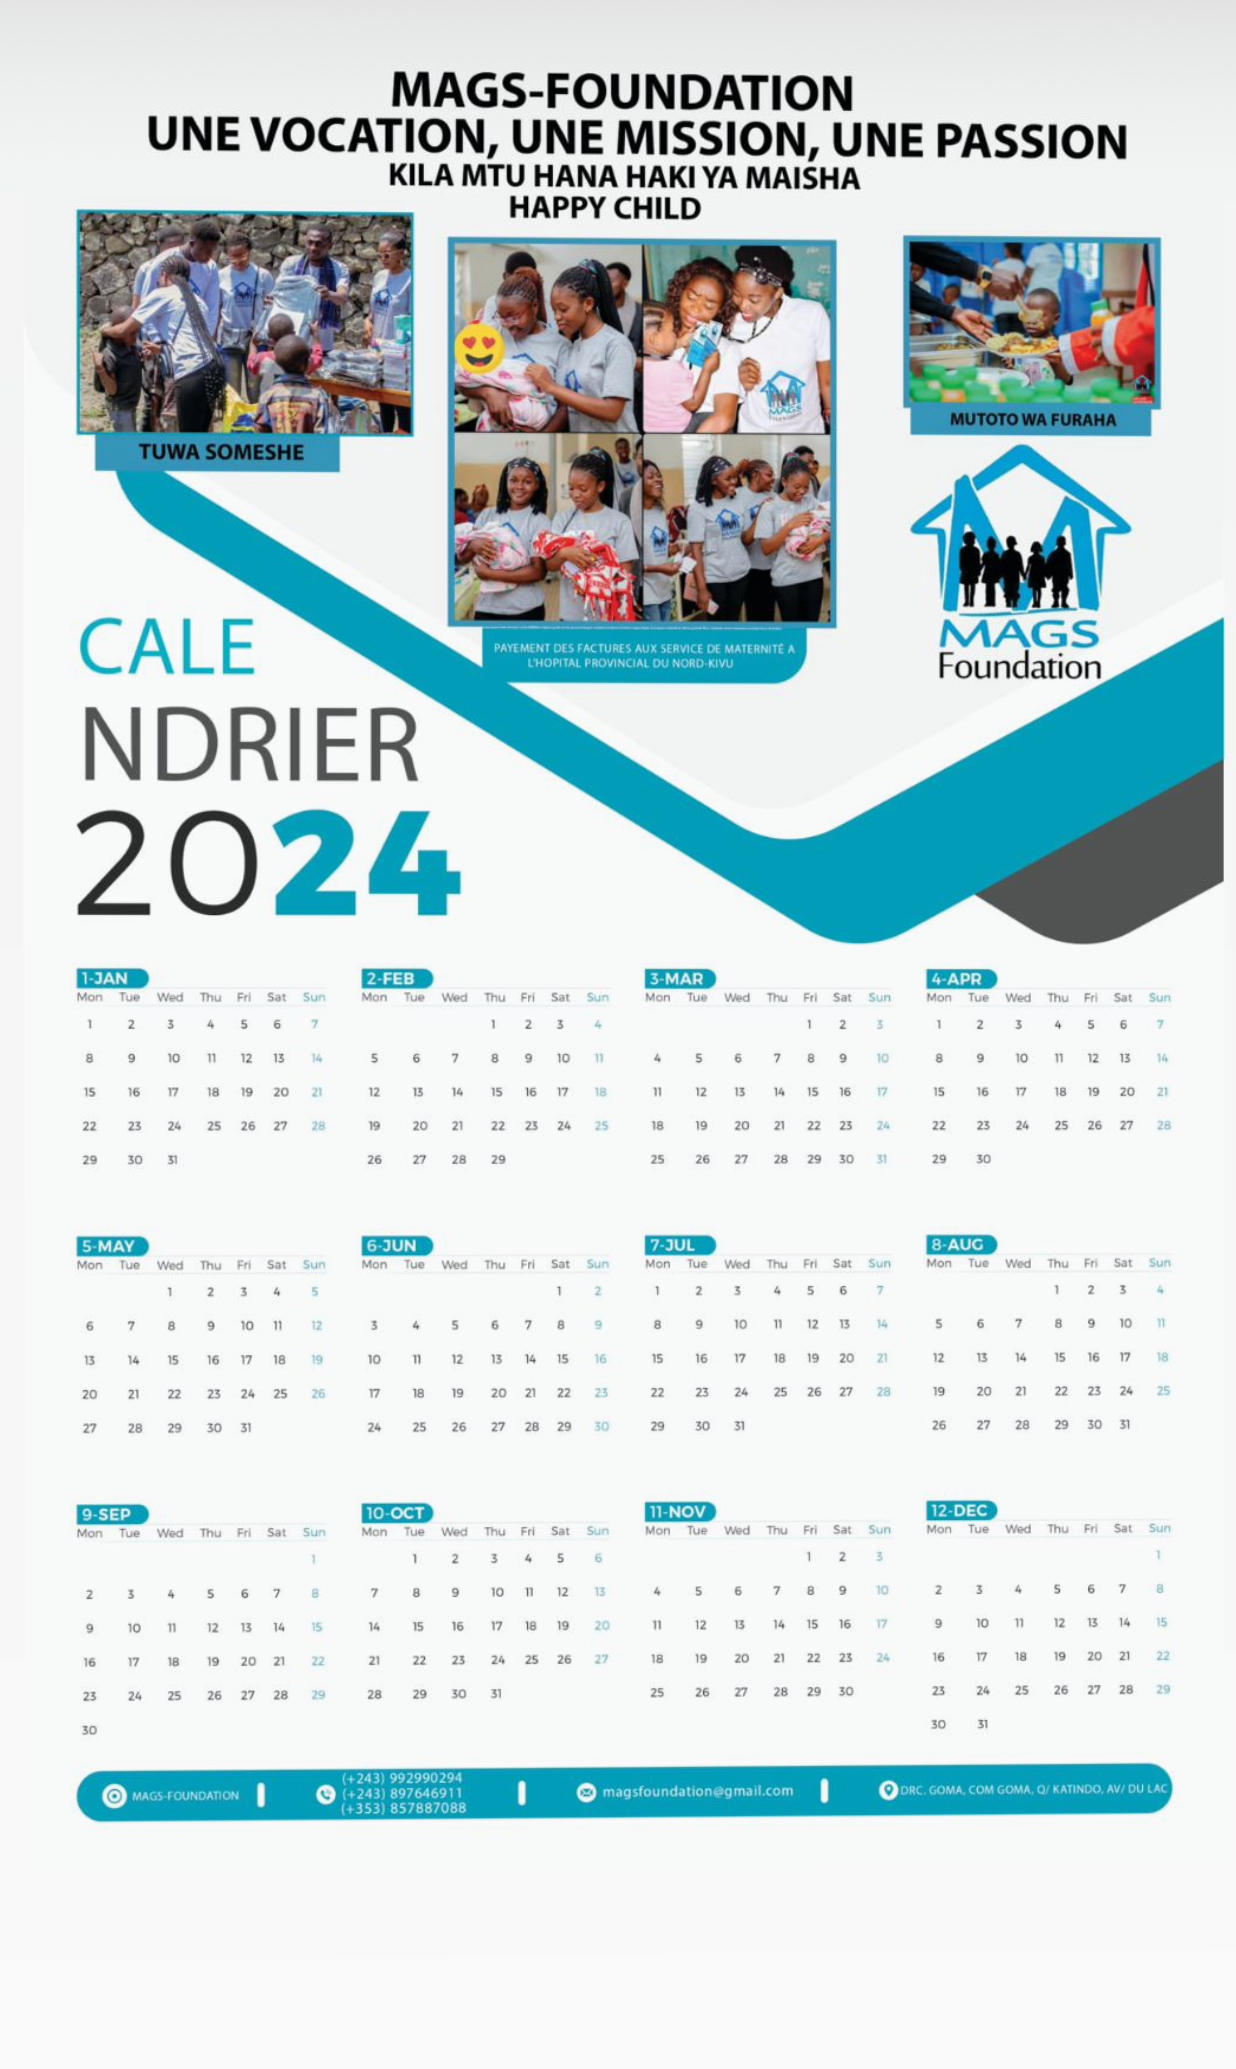 MAGS-FOUNDATION
UNE VOCATION, UNE MISSION, UNE PASSION
KILA MTU HANA HAKI YA MAISHA
HAPPY CHILD
TUWA SOMESHE
MUTOTO WA FURAHA
PAYEMENT DES FACTURES AUX SERVICE DE MATERNITÉ A
L'HOPITAL PROVINCIAL DU NORD-KIVU
MAGS
Foundation
CALE
NDRIER
2024
1-JAN
Mon Tue Wed Thu Fri Sat Sun
1 2 3 4 5 6 7
8 9 10 11 12 13 14
15 16 17 18 19 20 21
22 23 24 25 26 27 28
29 30 31
2-FEB
Mon Tue Wed Thu Fri Sat Sun
1 2 3 4
5 6 7 8 9 10 11
12 13 14 15 16 17 18
19 20 21 22 23 24 25
26 27 28 29
3-MAR
Mon Tue Wed Thu Fri Sat Sun
1 2 3
4 5 6 7 8 9 10
11 12 13 14 15 16 17
18 19 20 21 22 23 24
25 26 27 28 29 30 31
4-APR
Mon Tue Wed Thu Fri Sat Sun
1 2 3 4 5 6 7
8 9 10 11 12 13 14
15 16 17 18 19 20 21
22 23 24 25 26 27 28
29 30
5-MAY
Mon Tue Wed Thu Fri Sat Sun
1 2 3 4 5
6 7 8 9 10 11 12
13 14 15 16 17 18 19
20 21 22 23 24 25 26
27 28 29 30 31
6-JUN
Mon Tue Wed Thu Fri Sat Sun
1 2
3 4 5 6 7 8 9
10 11 12 13 14 15 16
17 18 19 20 21 22 23
24 25 26 27 28 29 30
7-JUL
Mon Tue Wed Thu Fri Sat Sun
1 2 3 4 5 6 7
8 9 10 11 12 13 14
15 16 17 18 19 20 21
22 23 24 25 26 27 28
29 30 31
8-AUG
Mon Tue Wed Thu Fri Sat Sun
1 2 3 4
5 6 7 8 9 10 11
12 13 14 15 16 17 18
19 20 21 22 23 24 25
26 27 28 29 30 31
9-SEP
Mon Tue Wed Thu Fri Sat Sun
1
2 3 4 5 6 7 8
9 10 11 12 13 14 15
16 17 18 19 20 21 22
23 24 25 26 27 28 29
30
10-OCT
Mon Tue Wed Thu Fri Sat Sun
1 2 3 4 5 6
7 8 9 10 11 12 13
14 15 16 17 18 19 20
21 22 23 24 25 26 27
28 29 30 31
11-NOV
Mon Tue Wed Thu Fri Sat Sun
1 2 3
4 5 6 7 8 9 10
11 12 13 14 15 16 17
18 19 20 21 22 23 24
25 26 27 28 29 30
12-DEC
Mon Tue Wed Thu Fri Sat Sun
1
2 3 4 5 6 7 8
9 10 11 12 13 14 15
16 17 18 19 20 21 22
23 24 25 26 27 28 29
30 31
MAGS-FOUNDATION
(+243) 992990294
(+243) 897646911
(+353) 857887088
magsfoundation@gmail.com
DRC. GOMA, COM GOMA, Q/ KATINDO, AV/ DU LAC